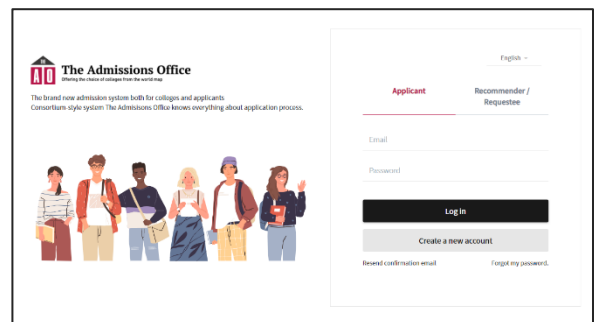 The Admissions Office
Offering the choice of colleges from the world map
The brand new admission system both for colleges and applicants
Consortium-style system The Admissions Office knows everything about application process.
English
Applicant
Recommender /
Requestee
Email
Password
Log in
Create a new account
Resend confirmation email
Forgot my password.